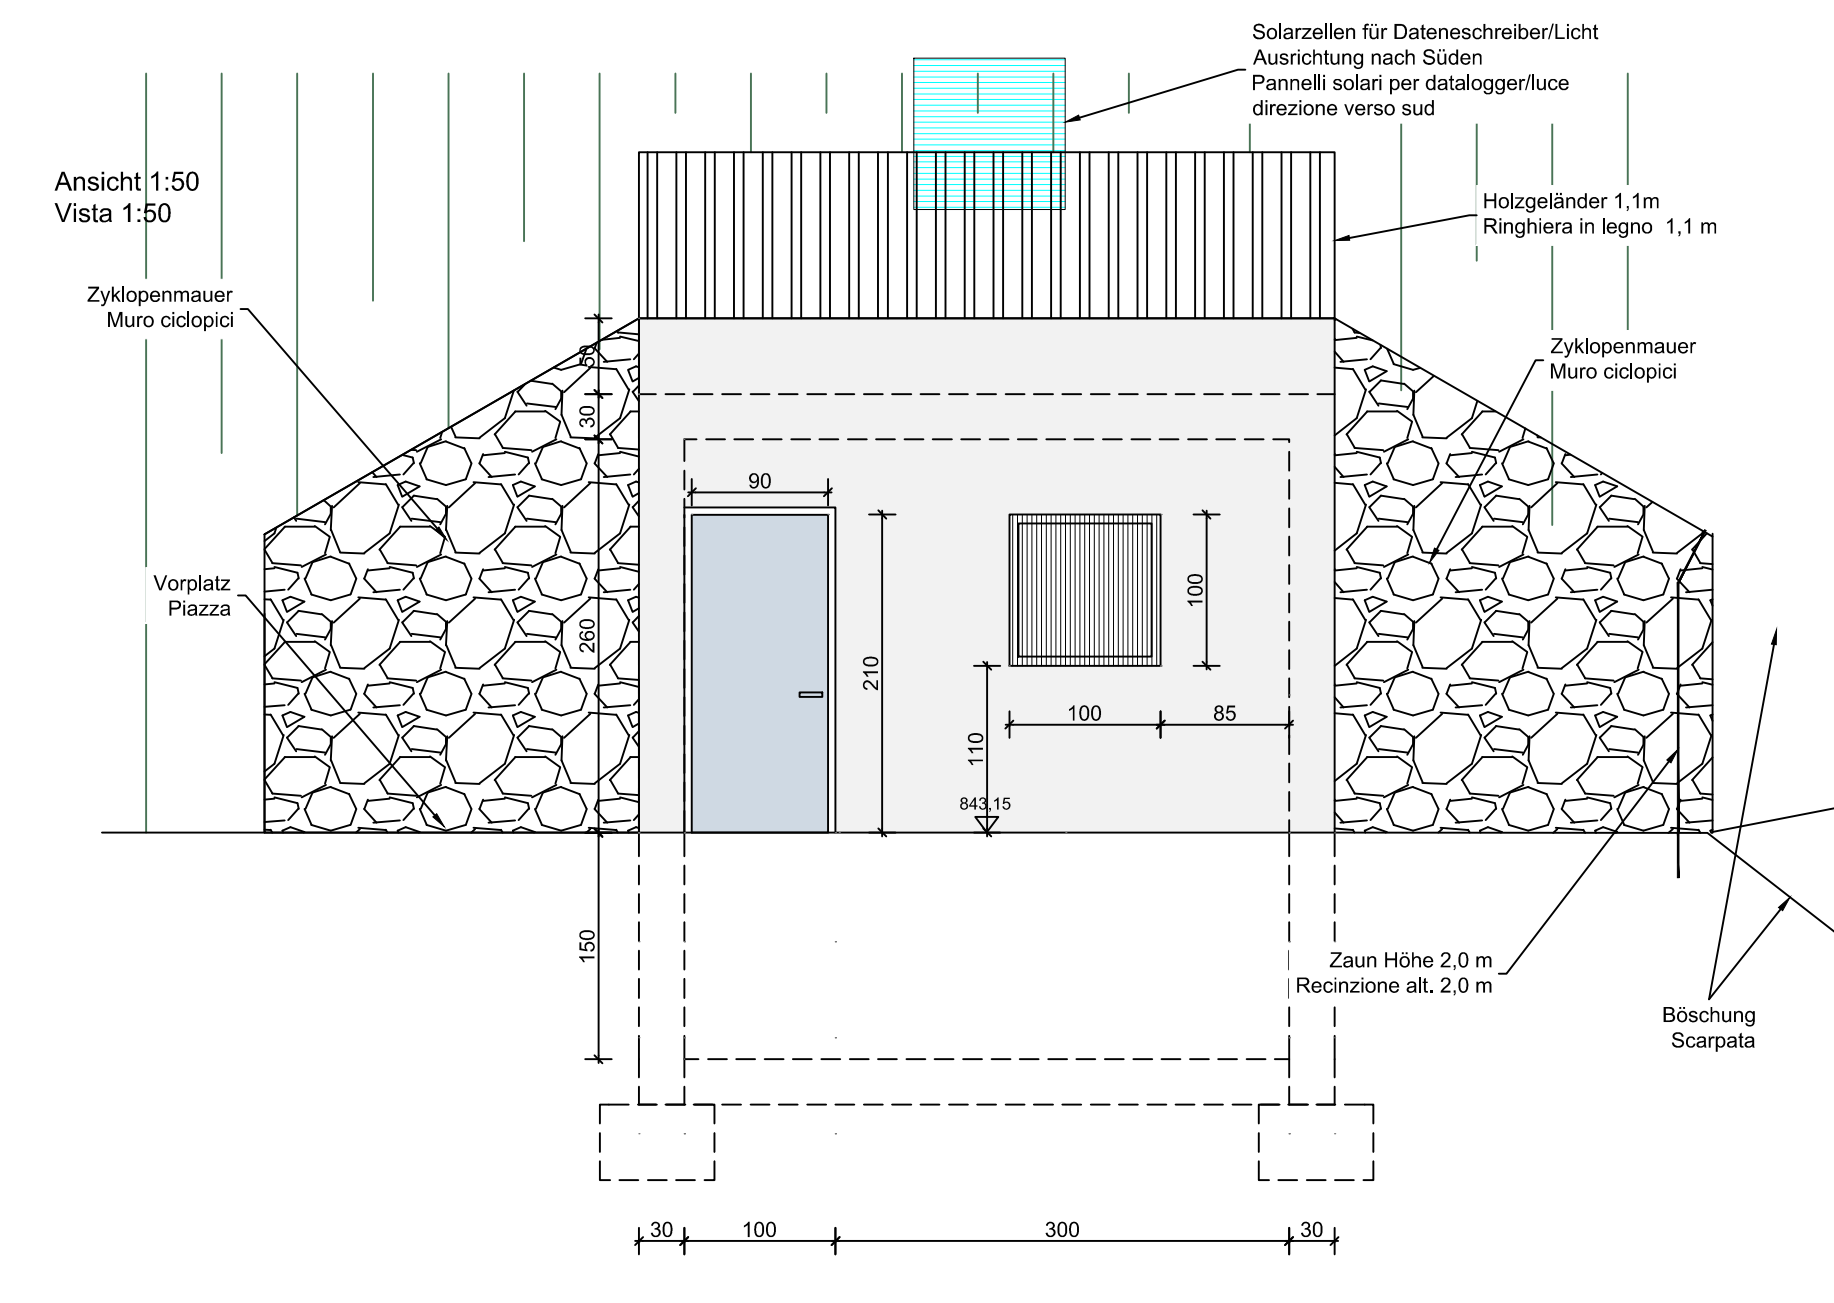 Solarzellen für Dateneschreiber/Licht
Ausrichtung nach Süden
Pannelli solari per datalogger/luce
direzione verso sud
Ansicht 1:50
Vista 1:50
Holzgeländer 1,1m
Ringhiera in legno 1,1 m
Zyklopenmauer
Muro ciclopici
Zyklopenmauer
Muro ciclopici
50
30
90
Vorplatz
Piazza
100
260
210
100
85
110
843,15
150
Zaun Höhe 2,0 m
Recinzione alt. 2,0 m
Böschung
Scarpata
30
100
300
30